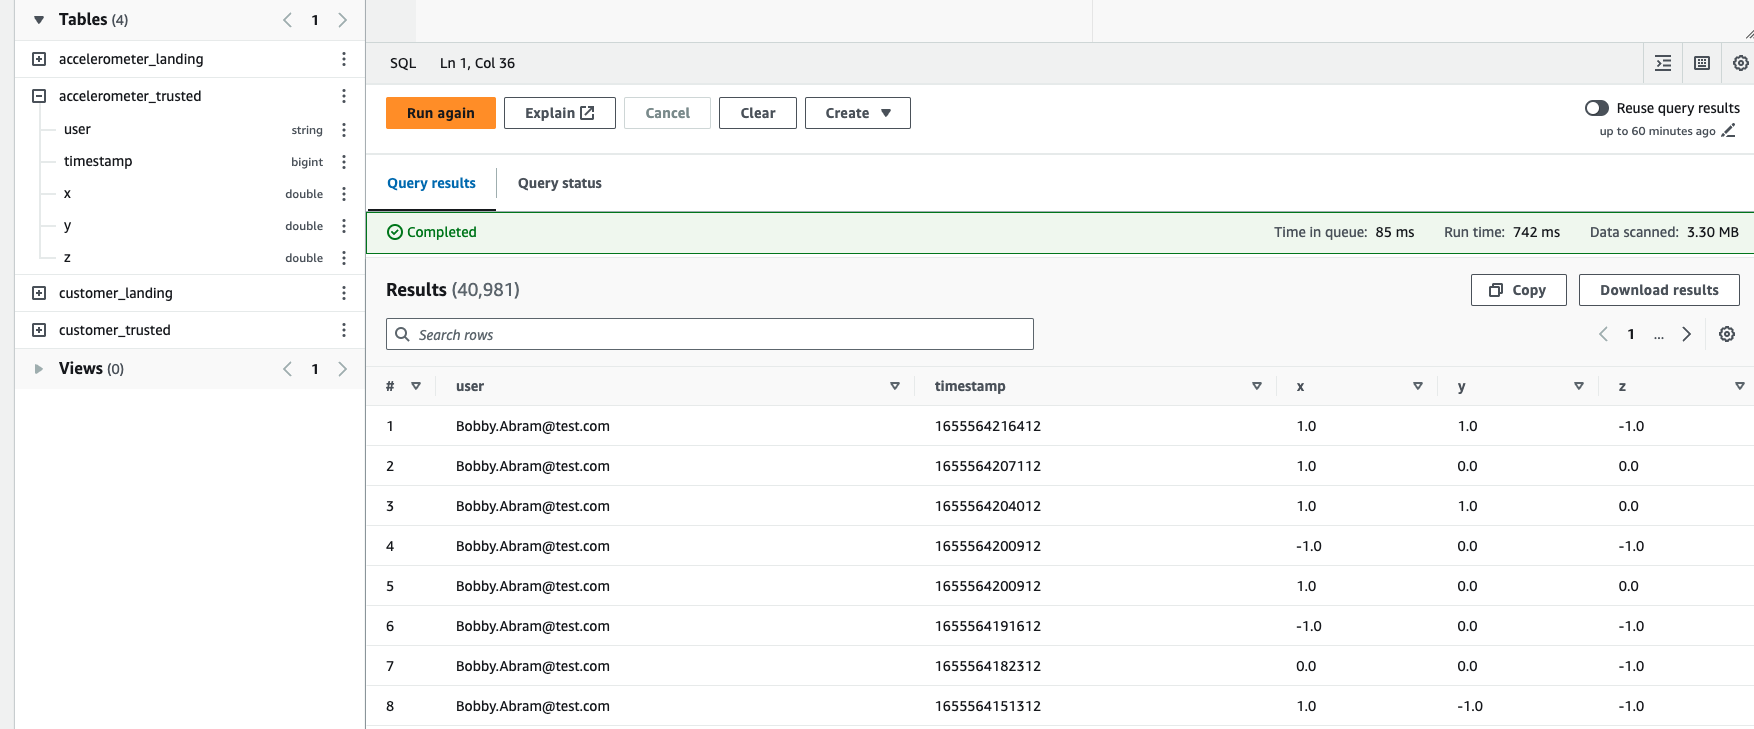 Tables (4) 1
accelerometer_landing
accelerometer_trusted
user string
timestamp bigint
x double
y double
z double
customer_landing
customer_trusted
Views (0) 1
SQL Ln 1, Col 36
Run again Explain Cancel Clear Create
Reuse query results
up to 60 minutes ago
Query results Query status
Completed Time in queue: 85 ms Run time: 742 ms Data scanned: 3.30 MB
Results (40,981) Copy Download results
Search rows 1 ...
# user timestamp x y z
1 Bobby.Abram@test.com 1655564216412 1.0 1.0 -1.0
2 Bobby.Abram@test.com 1655564207112 1.0 0.0 0.0
3 Bobby.Abram@test.com 1655564204012 1.0 1.0 0.0
4 Bobby.Abram@test.com 1655564200912 -1.0 0.0 -1.0
5 Bobby.Abram@test.com 1655564200912 1.0 0.0 0.0
6 Bobby.Abram@test.com 1655564191612 -1.0 0.0 -1.0
7 Bobby.Abram@test.com 1655564182312 0.0 0.0 -1.0
8 Bobby.Abram@test.com 1655564151312 1.0 -1.0 -1.0